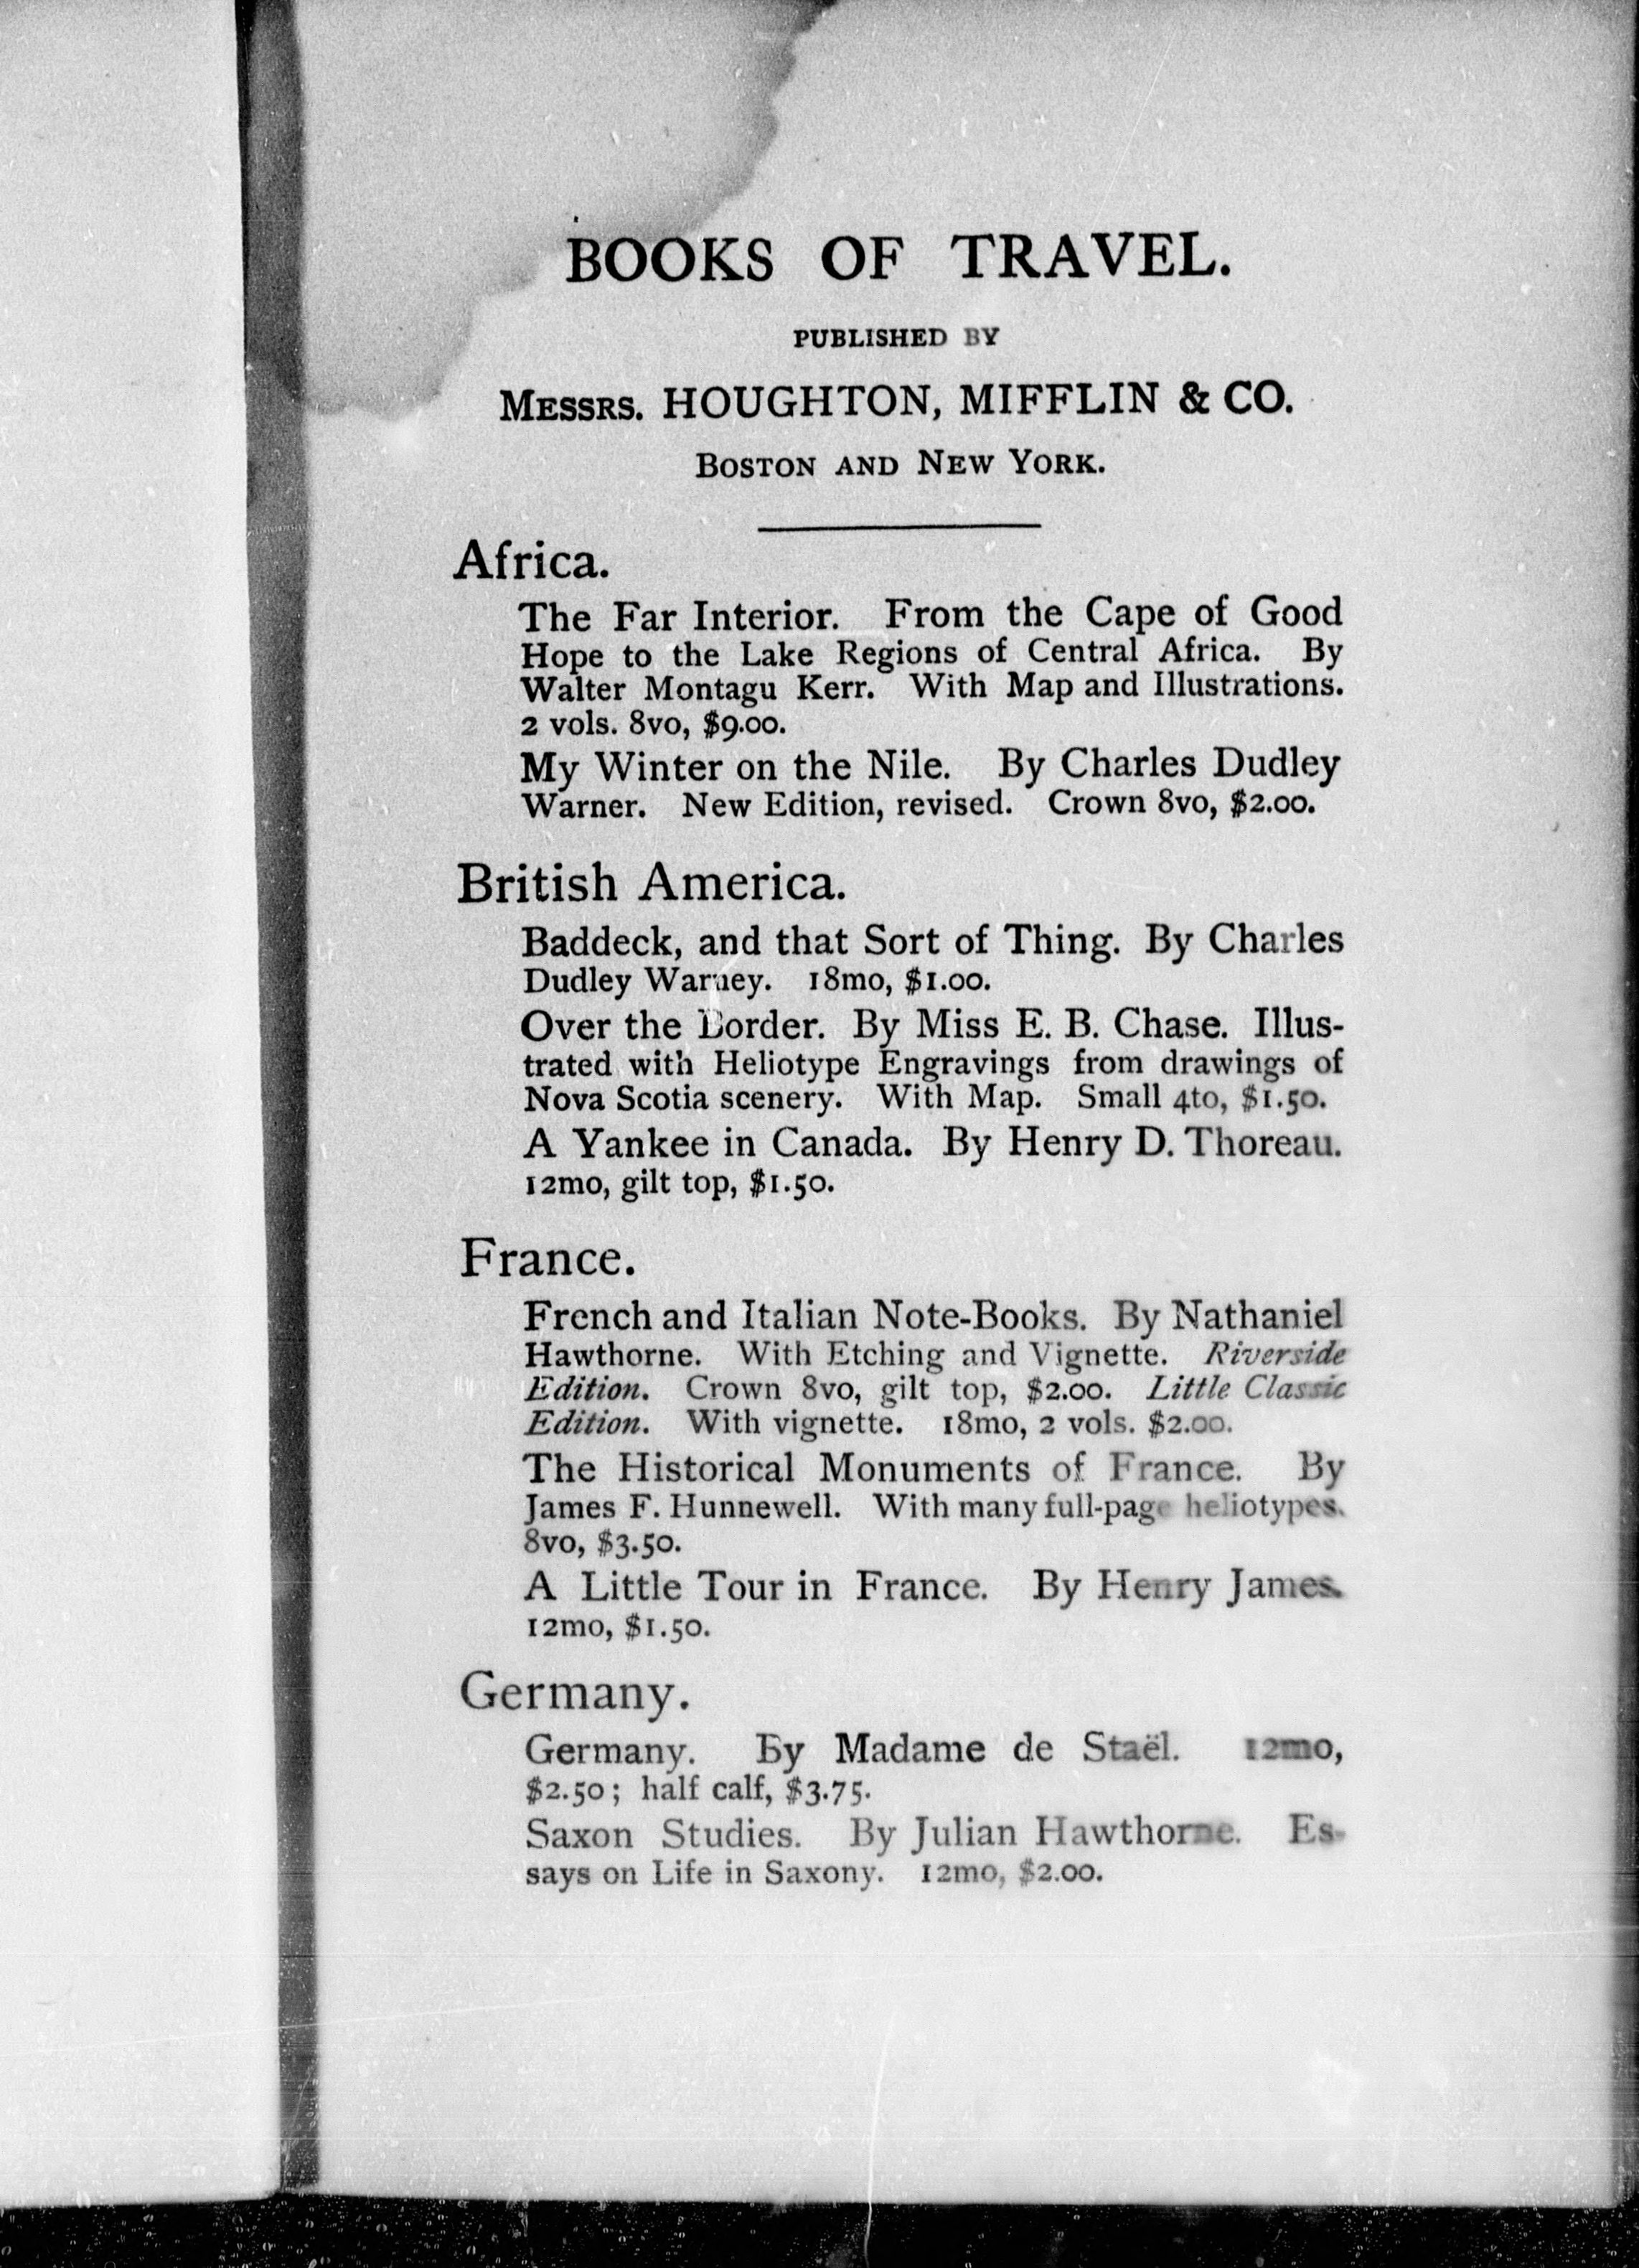 BOOKS OF TRAVEL.
PUBLISHED BY
MESSRS. HOUGHTON, MIFFLIN & CO.
BOSTON AND NEW YORK.
Africa.
The Far Interior. From the Cape of Good
Hope to the Lake Regions of Central Africa. By
Walter Montagu Kerr. With Map and Illustrations.
2 vols. 8vo, $9.00.
My Winter on the Nile. By Charles Dudley
Warner. New Edition, revised. Crown 8vo, $2.00.
British America.
Baddeck, and that Sort of Thing. By Charles
Dudley Warney. 18mo, $1.00.
Over the Border. By Miss E. B. Chase. Illus-
trated with Heliotype Engravings from drawings of
Nova Scotia scenery. With Map. Small 4to, $1.50.
A Yankee in Canada. By Henry D. Thoreau.
12mo, gilt top, $1.50.
France.
French and Italian Note-Books. By Nathaniel
Hawthorne. With Etching and Vignette. Riverside
Edition. Crown 8vo, gilt top, $2.00. Little Classic
Edition. With vignette. 18mo, 2 vols. $2.00.
The Historical Monuments of France. By
James F. Hunnewell. With many full-page heliotypes.
8vo, $3.50.
A Little Tour in France. By Henry James.
12mo, $1.50.
Germany.
Germany. By Madame de Staël. 12mo,
$2.50; half calf, $3.75.
Saxon Studies. By Julian Hawthorne. Es-
says on Life in Saxony. 12mo, $2.00.